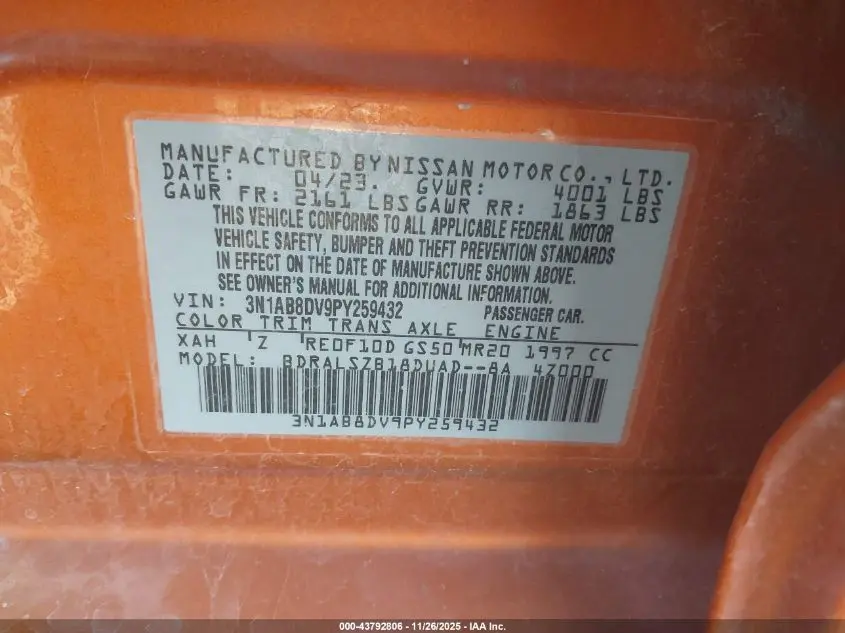 MANUFACTURED BY NISSAN MOTOR CO., LTD.
DATE: 04/23. GVWR: 4001 LBS
GAWR FR: 2161 LBS GAWR RR: 1863 LBS
THIS VEHICLE CONFORMS TO ALL APPLICABLE FEDERAL MOTOR
VEHICLE SAFETY, BUMPER AND THEFT PREVENTION STANDARDS
IN EFFECT ON THE DATE OF MANUFACTURE SHOWN ABOVE.
SEE OWNER'S MANUAL FOR ADDITIONAL INFORMATION.
VIN: 3N1AB8DV9PY259432 PASSENGER CAR.
COLOR TRIM TRANS AXLE ENGINE
XAH Z RE0F10D GS50 MR20 1997 CC
MODEL: BDRALSZB18DUAD--8A 4Z000
3N1AB8DV9PY259432
000-43792806 - 11/26/2025 - IAA Inc.